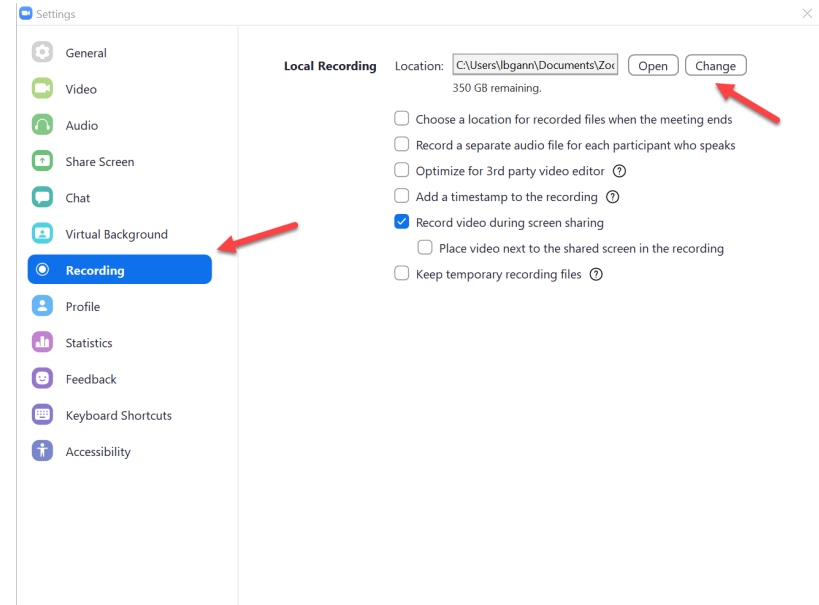 Settings
General
Video
Audio
Share Screen
Chat
Virtual Background
Recording
Profile
Statistics
Feedback
Keyboard Shortcuts
Accessibility
Local Recording Location: C:\Users\lbgann\Documents\Zoc Open Change
350 GB remaining.
Choose a location for recorded files when the meeting ends
Record a separate audio file for each participant who speaks
Optimize for 3rd party video editor ?
Add a timestamp to the recording ?
Record video during screen sharing
Place video next to the shared screen in the recording
Keep temporary recording files ?